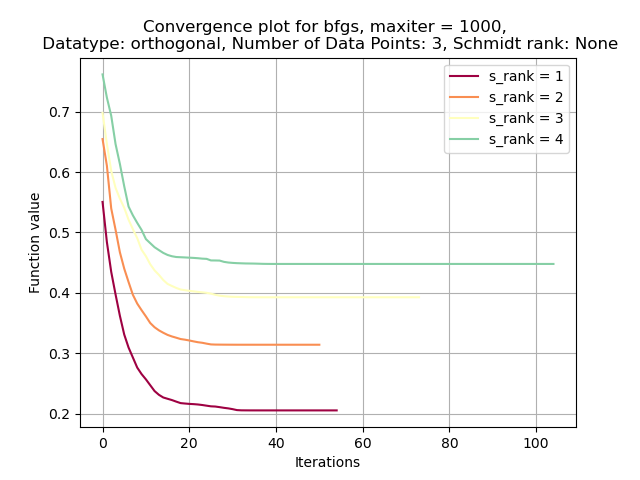 Convergence plot for bfgs, maxiter = 1000,
Datatype: orthogonal, Number of Data Points: 3, Schmidt rank: None
s_rank = 1
s_rank = 2
s_rank = 3
s_rank = 4
0.7
0.6
0.5
0.4
0.3
0.2
Function value
0 20 40 60 80 100
Iterations